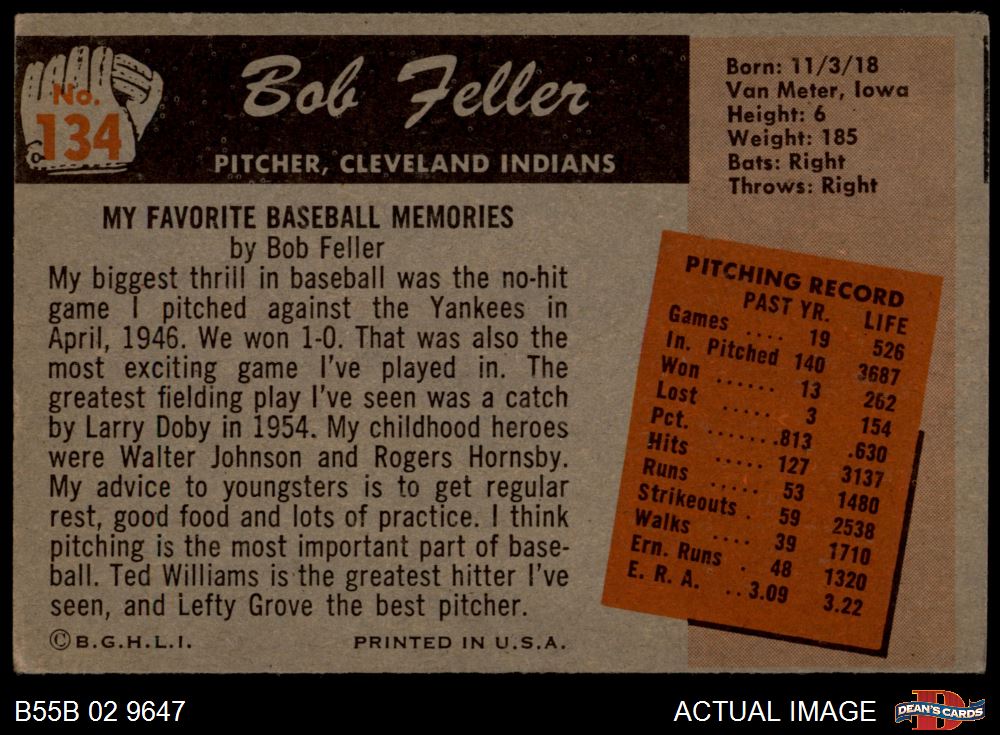 No.
134
Bob Feller
PITCHER, CLEVELAND INDIANS
Born: 11/3/18
Van Meter, Iowa
Height: 6
Weight: 185
Bats: Right
Throws: Right
MY FAVORITE BASEBALL MEMORIES
by Bob Feller
My biggest thrill in baseball was the no-hit
game I pitched against the Yankees in
April, 1946. We won 1-0. That was also the
most exciting game I've played in. The
greatest fielding play I've seen was a catch
by Larry Doby in 1954. My childhood heroes
were Walter Johnson and Rogers Hornsby.
My advice to youngsters is to get regular
rest, good food and lots of practice. I think
pitching is the most important part of base-
ball. Ted Williams is the greatest hitter I've
seen, and Lefty Grove the best pitcher.
©B.G.H.L.I. PRINTED IN U.S.A.
PITCHING RECORD
PAST YR. LIFE
Games .... 19 526
In. Pitched 140 3687
Won ...... 13 262
Lost ..... 3 154
Pct. .......813 .630
Hits ..... 127 3137
Runs ..... 53 1480
Strikeouts . 59 2538
Walks .... 39 1710
Ern. Runs . 48 1320
E. R. A. ..3.09 3.22
B55B 02 9647
ACTUAL IMAGE
D
DEAN'S CARDS